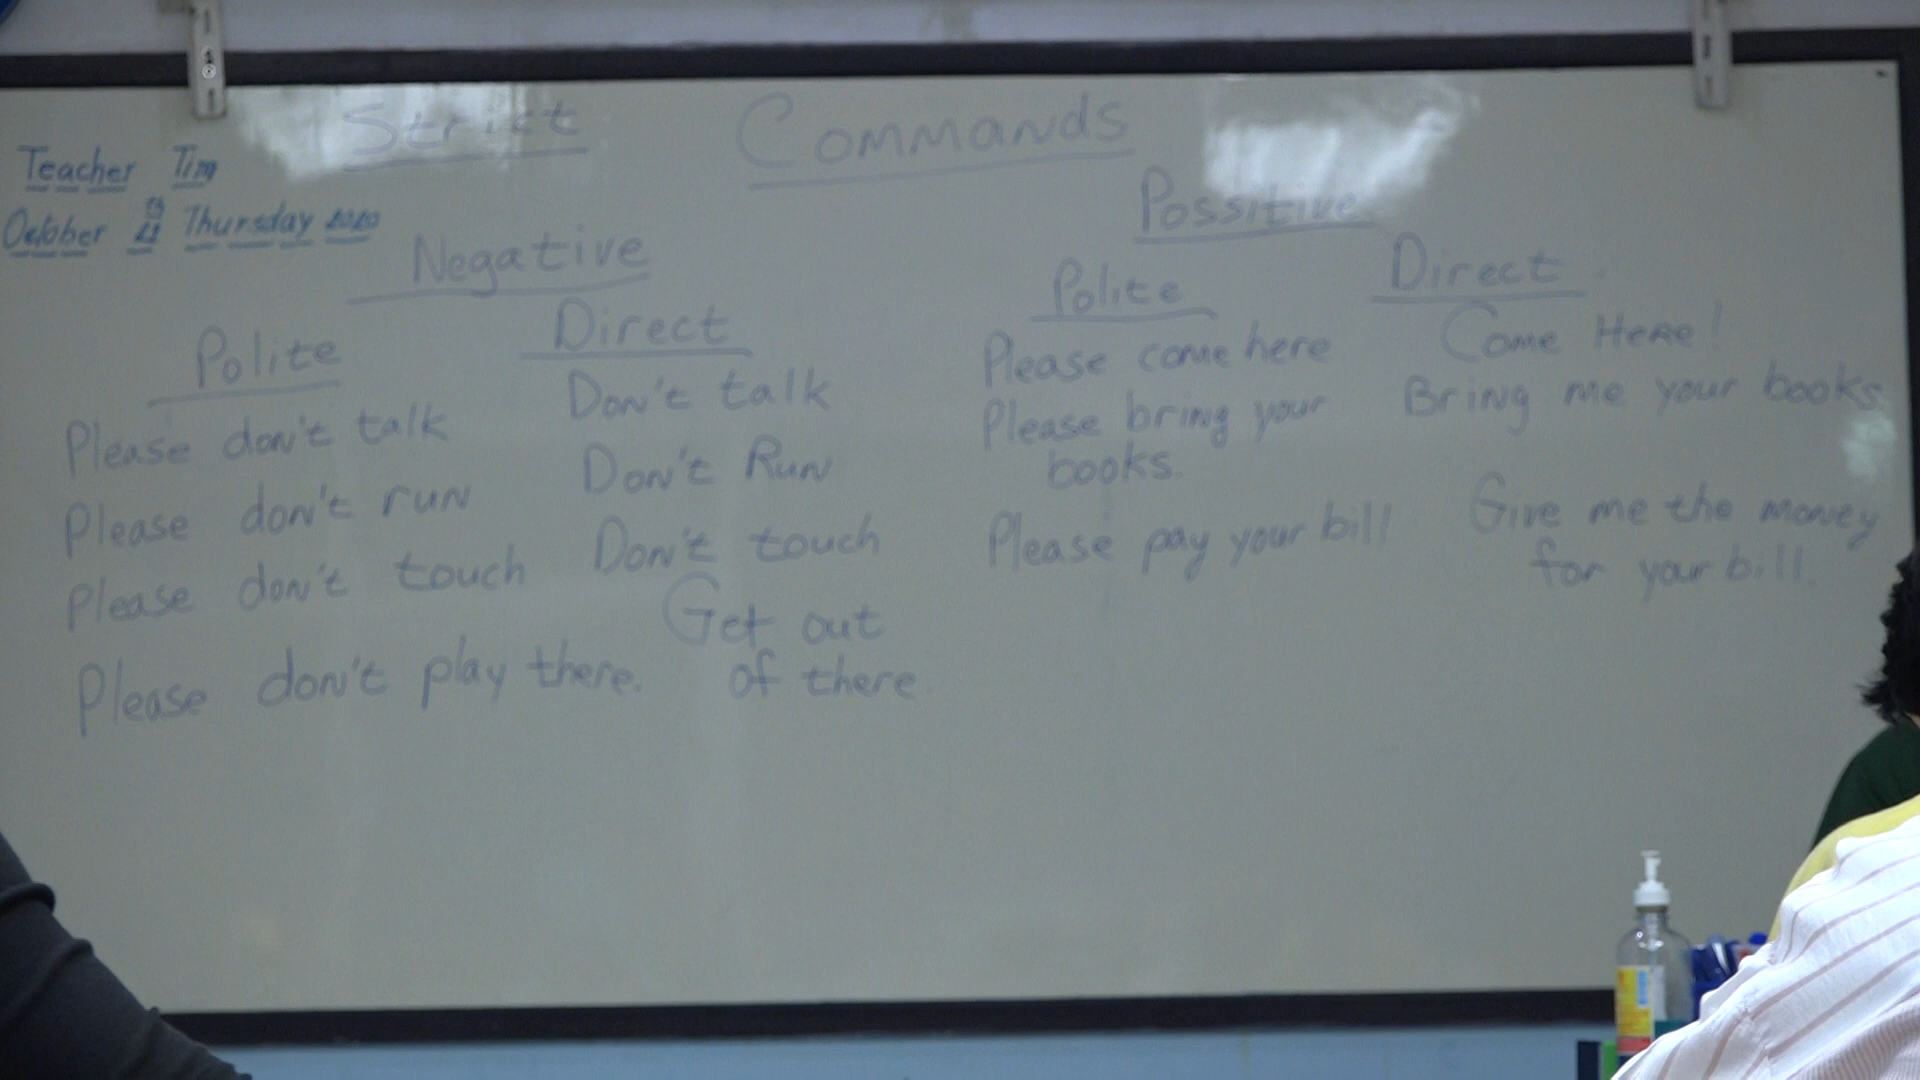 Strict Commands
Teacher Tim
October th Thursday 2020
Negative
Polite
Please don't talk
Please don't run
Please don't touch
Please don't play there.
Direct
Don't talk
Don't Run
Don't touch
Get out
of there
Possitive
Polite
Please come here
Please bring your
books.
Please pay your bill
Direct
Come Here!
Bring me your books
Give me the money
for your bill.